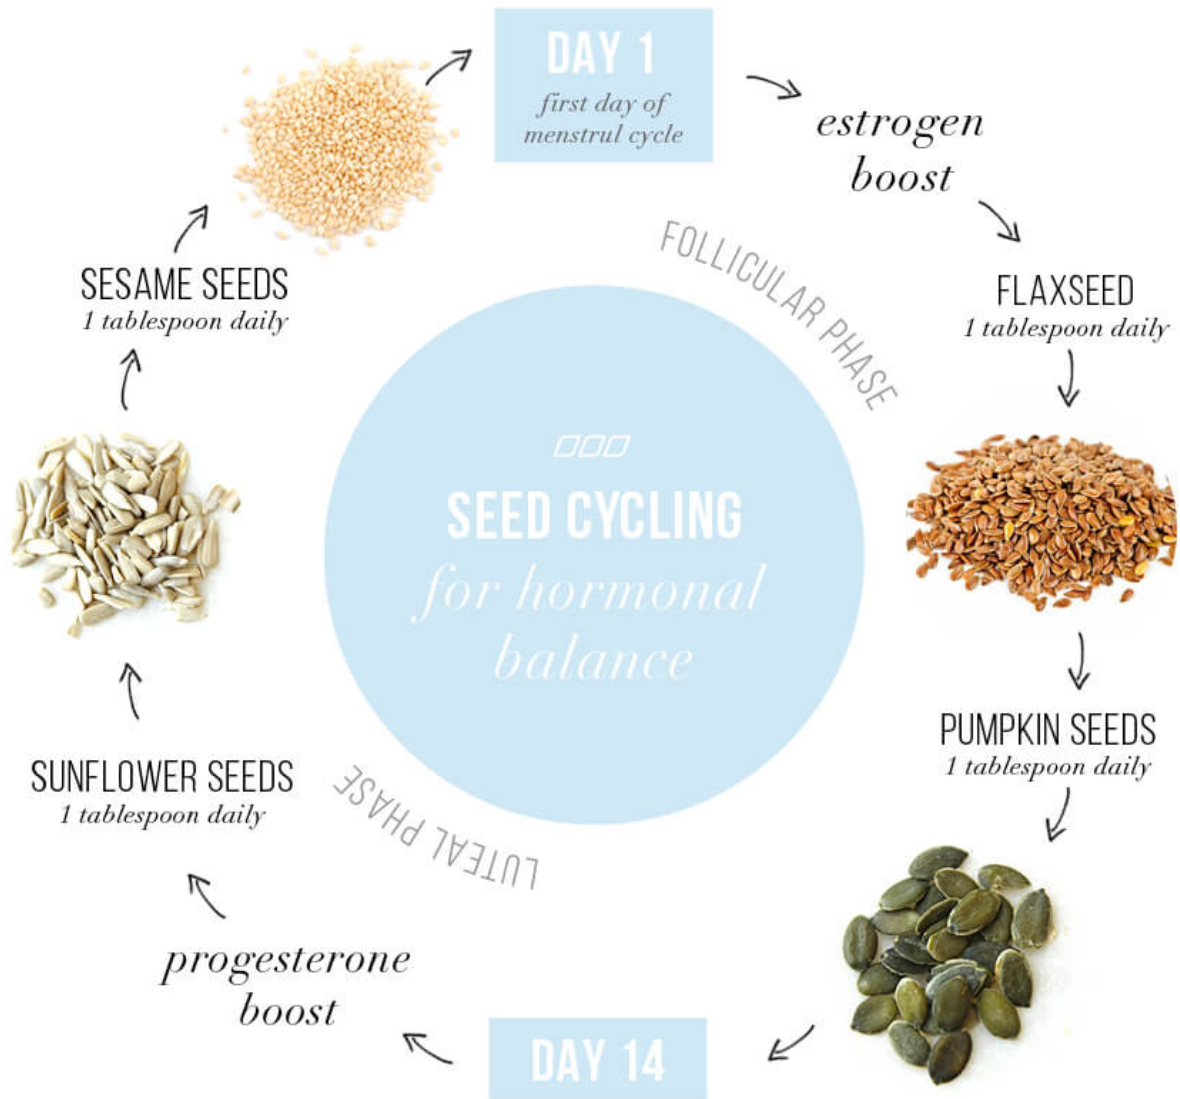 DAY 1
first day of
menstrul cycle
estrogen
boost
FOLLICULAR PHASE
FLAXSEED
1 tablespoon daily
PUMPKIN SEEDS
1 tablespoon daily
DAY 14
progesterone
boost
LUTEAL PHASE
SUNFLOWER SEEDS
1 tablespoon daily
SESAME SEEDS
1 tablespoon daily
SEED CYCLING
for hormonal
balance